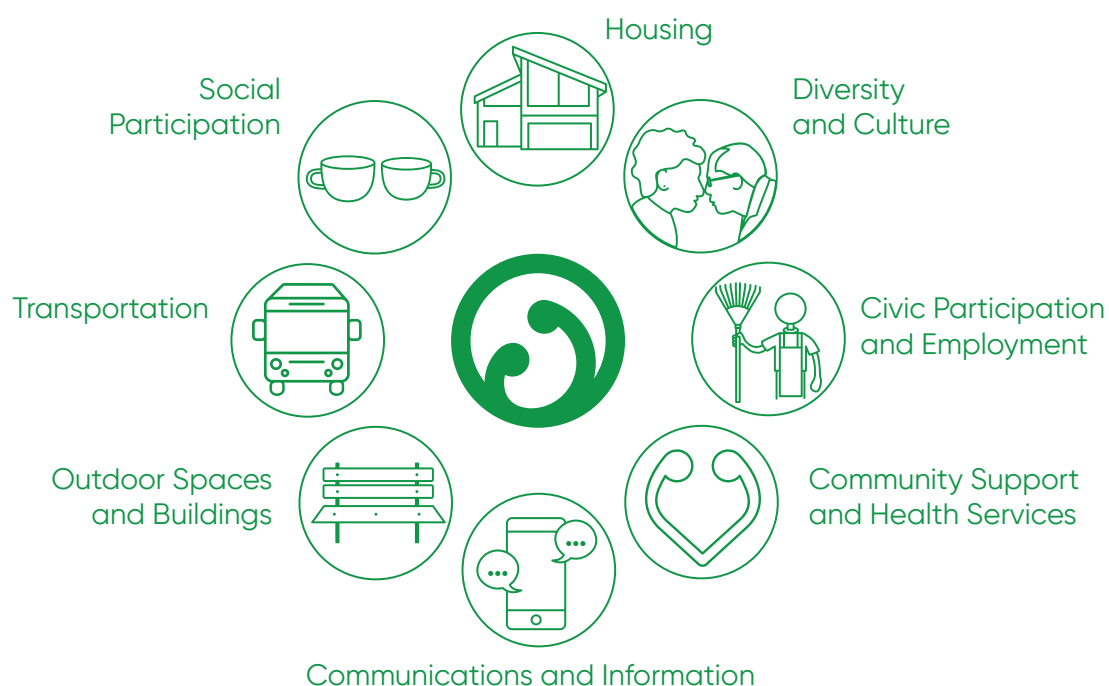 Housing
Social
Participation
Diversity
and Culture
Transportation
Civic Participation
and Employment
Outdoor Spaces
and Buildings
Community Support
and Health Services
Communications and Information